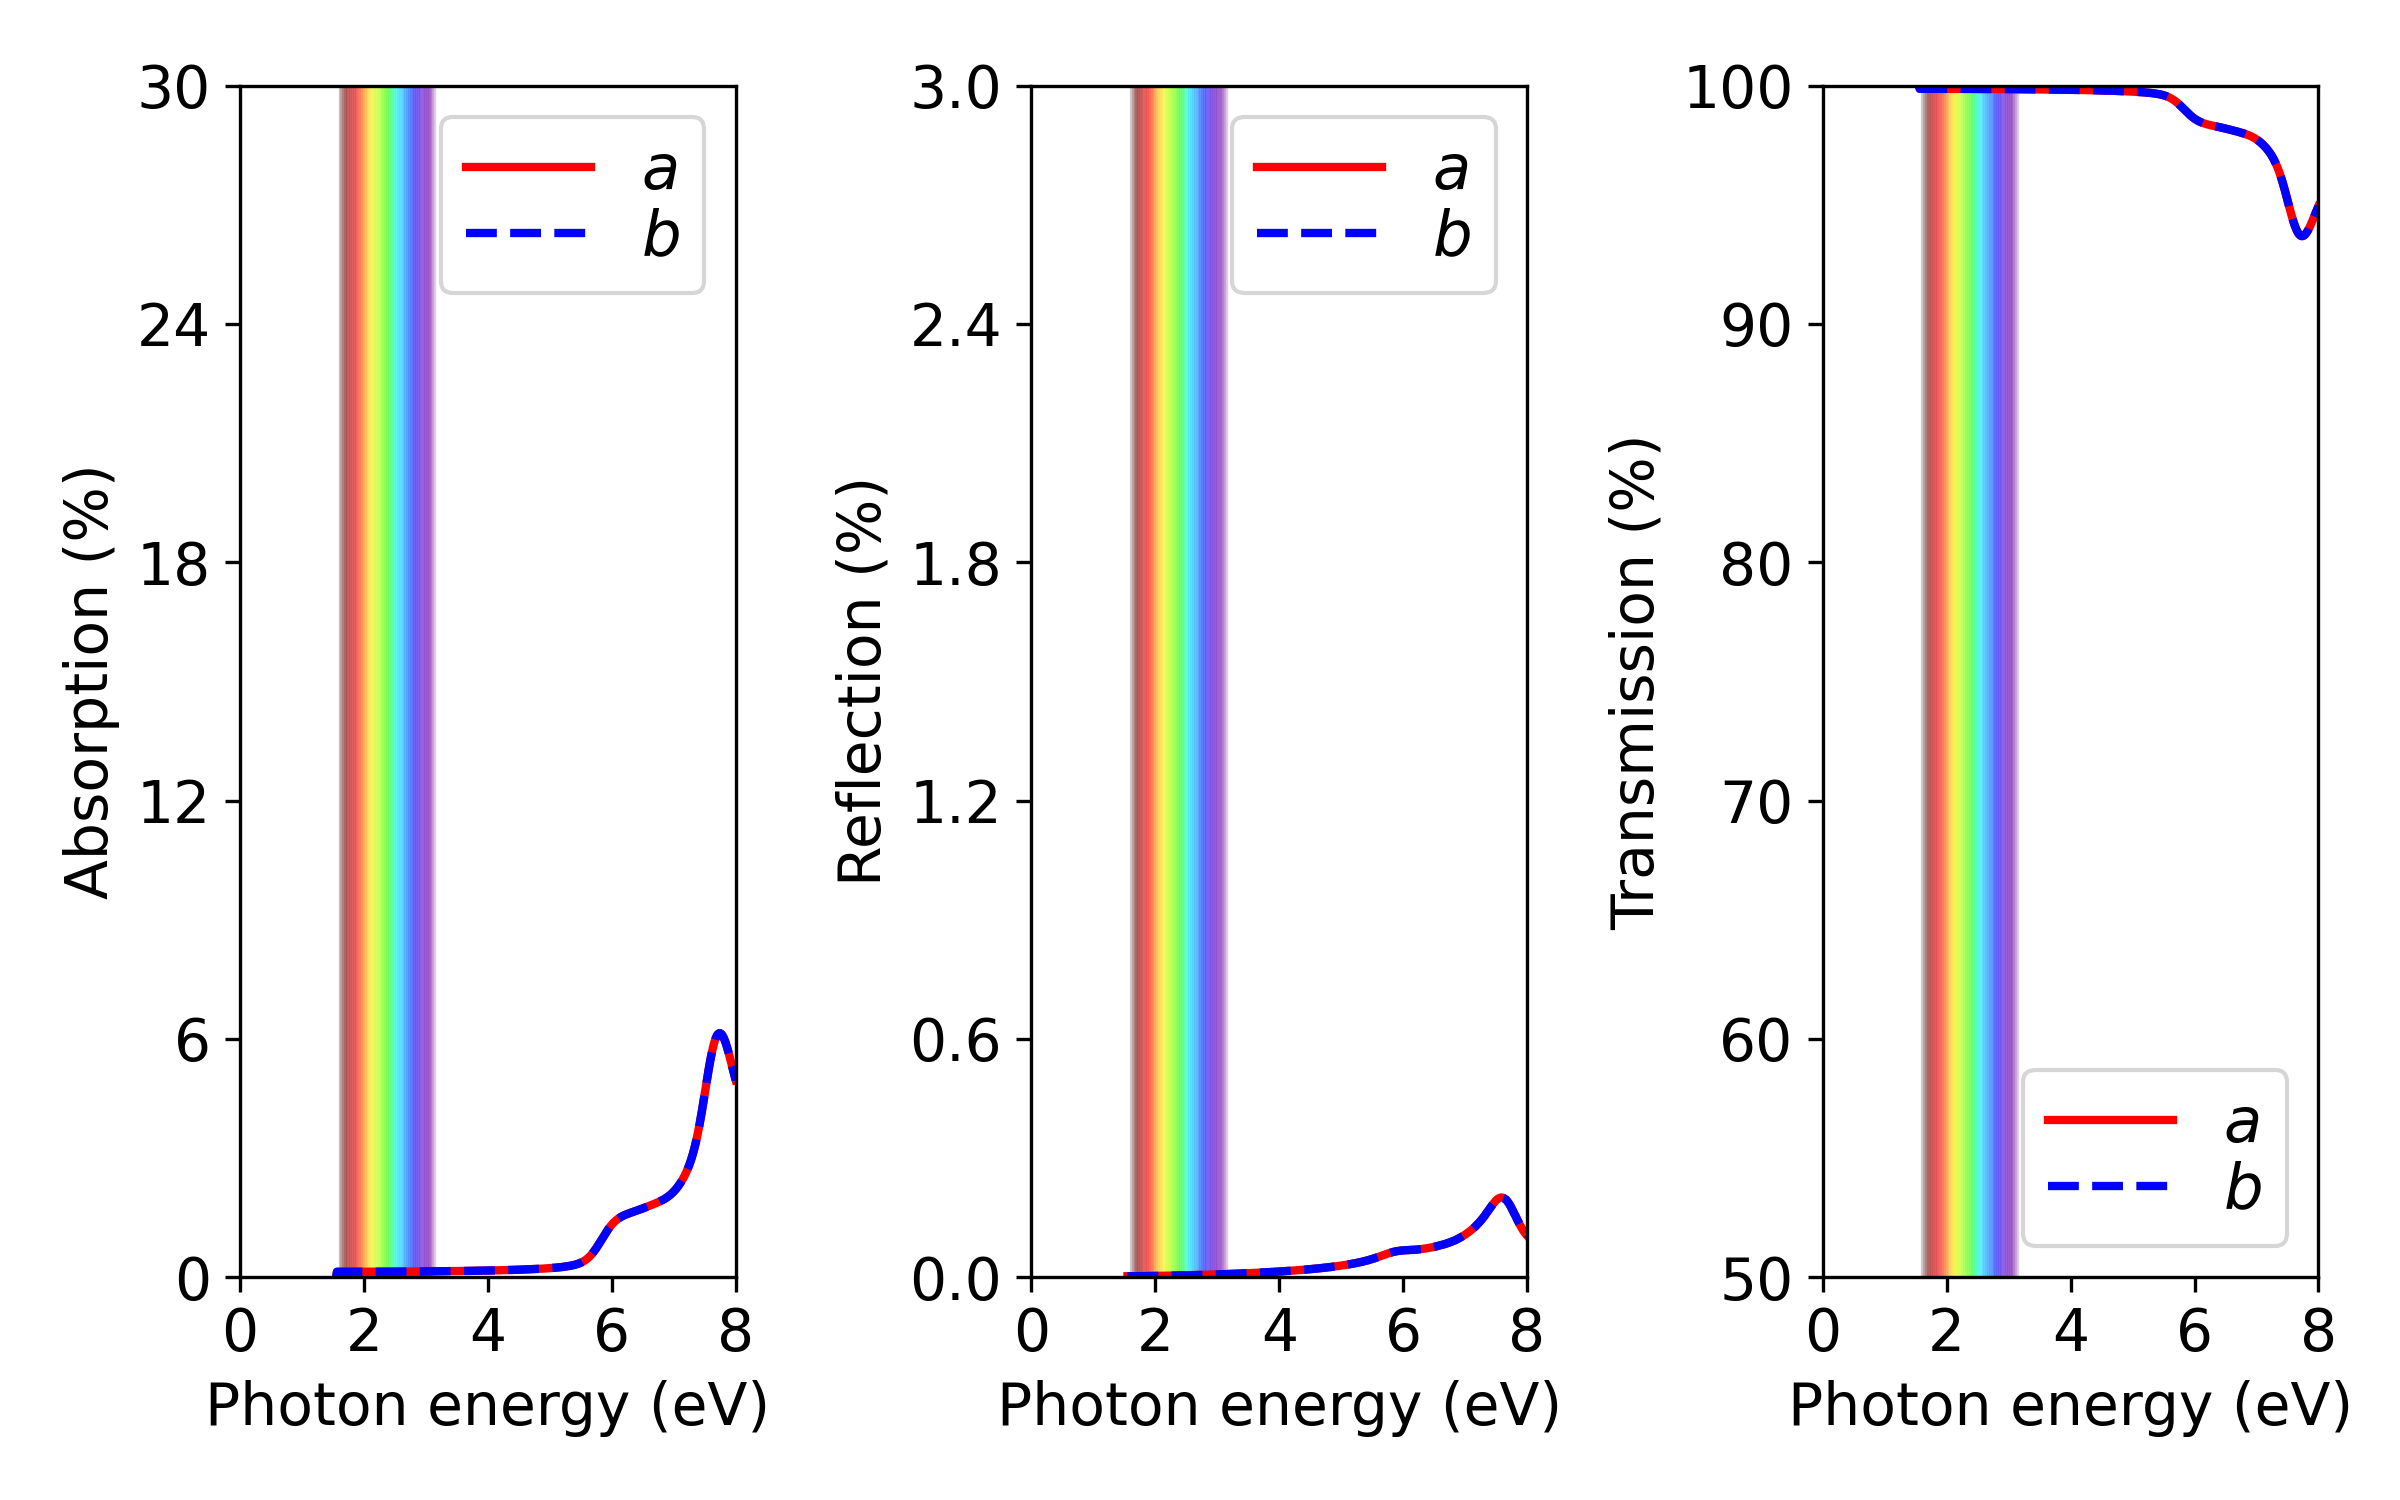 Absorption (%)
30
24
18
12
6
0
0 2 4 6 8
Photon energy (eV)
a
b
Reflection (%)
3.0
2.4
1.8
1.2
0.6
0.0
0 2 4 6 8
Photon energy (eV)
a
b
Transmission (%)
100
90
80
70
60
50
0 2 4 6 8
Photon energy (eV)
a
b